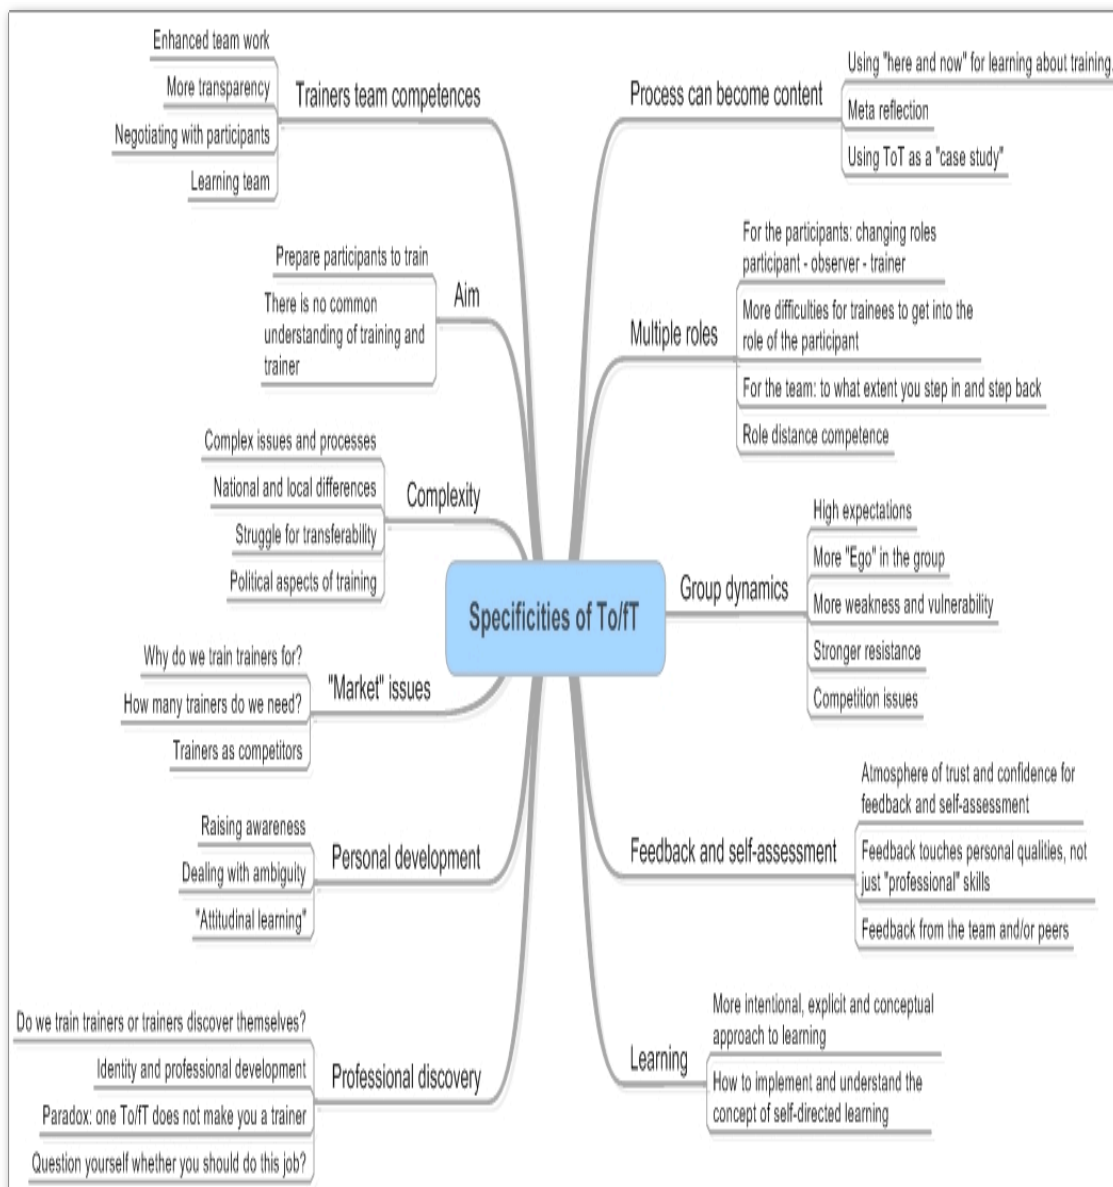 Enhanced team work
More transparency
Negotiating with participants
Learning team
Trainers team competences
Prepare participants to train
There is no common
understanding of training and
trainer
Aim
Complex issues and processes
National and local differences
Struggle for transferability
Political aspects of training
Complexity
Why do we train trainers for?
How many trainers do we need?
Trainers as competitors
"Market" issues
Raising awareness
Dealing with ambiguity
"Attitudinal learning"
Personal development
Do we train trainers or trainers discover themselves?
Identity and professional development
Paradox: one To/fT does not make you a trainer
Question yourself whether you should do this job?
Professional discovery
Specificities of To/fT
Process can become content
Using "here and now" for learning about training.
Meta reflection
Using ToT as a "case study"
Multiple roles
For the participants: changing roles
participant - observer - trainer
More difficulties for trainees to get into the
role of the participant
For the team: to what extent you step in and step back
Role distance competence
Group dynamics
High expectations
More "Ego" in the group
More weakness and vulnerability
Stronger resistance
Competition issues
Feedback and self-assessment
Atmosphere of trust and confidence for
feedback and self-assessment
Feedback touches personal qualities, not
just "professional" skills
Feedback from the team and/or peers
Learning
More intentional, explicit and conceptual
approach to learning
How to implement and understand the
concept of self-directed learning